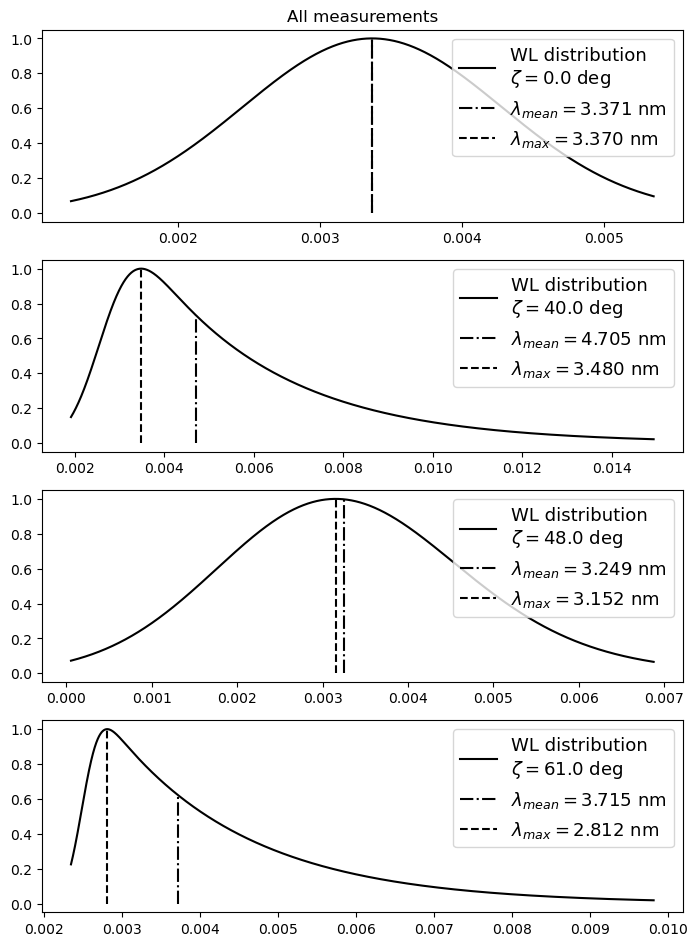 All measurements
1.0
0.8
0.6
0.4
0.2
0.0
WL distribution
ζ = 0.0 deg
λmean = 3.371 nm
λmax = 3.370 nm
0.002 0.003 0.004 0.005
1.0
0.8
0.6
0.4
0.2
0.0
WL distribution
ζ = 40.0 deg
λmean = 4.705 nm
λmax = 3.480 nm
0.002 0.004 0.006 0.008 0.010 0.012 0.014
1.0
0.8
0.6
0.4
0.2
0.0
WL distribution
ζ = 48.0 deg
λmean = 3.249 nm
λmax = 3.152 nm
0.000 0.001 0.002 0.003 0.004 0.005 0.006 0.007
1.0
0.8
0.6
0.4
0.2
0.0
WL distribution
ζ = 61.0 deg
λmean = 3.715 nm
λmax = 2.812 nm
0.002 0.003 0.004 0.005 0.006 0.007 0.008 0.009 0.010